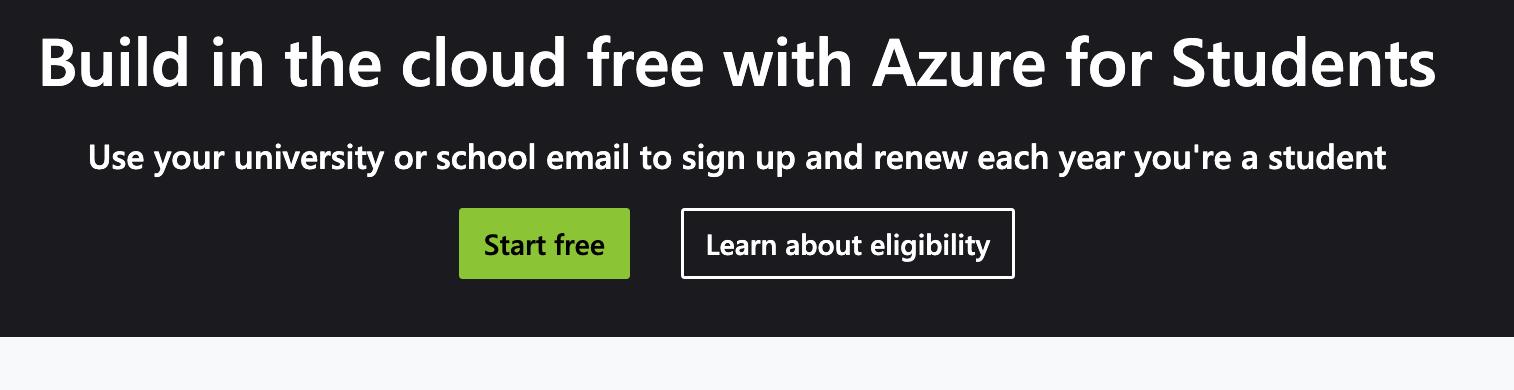 Build in the cloud free with Azure for Students
Use your university or school email to sign up and renew each year you're a student
Start free
Learn about eligibility